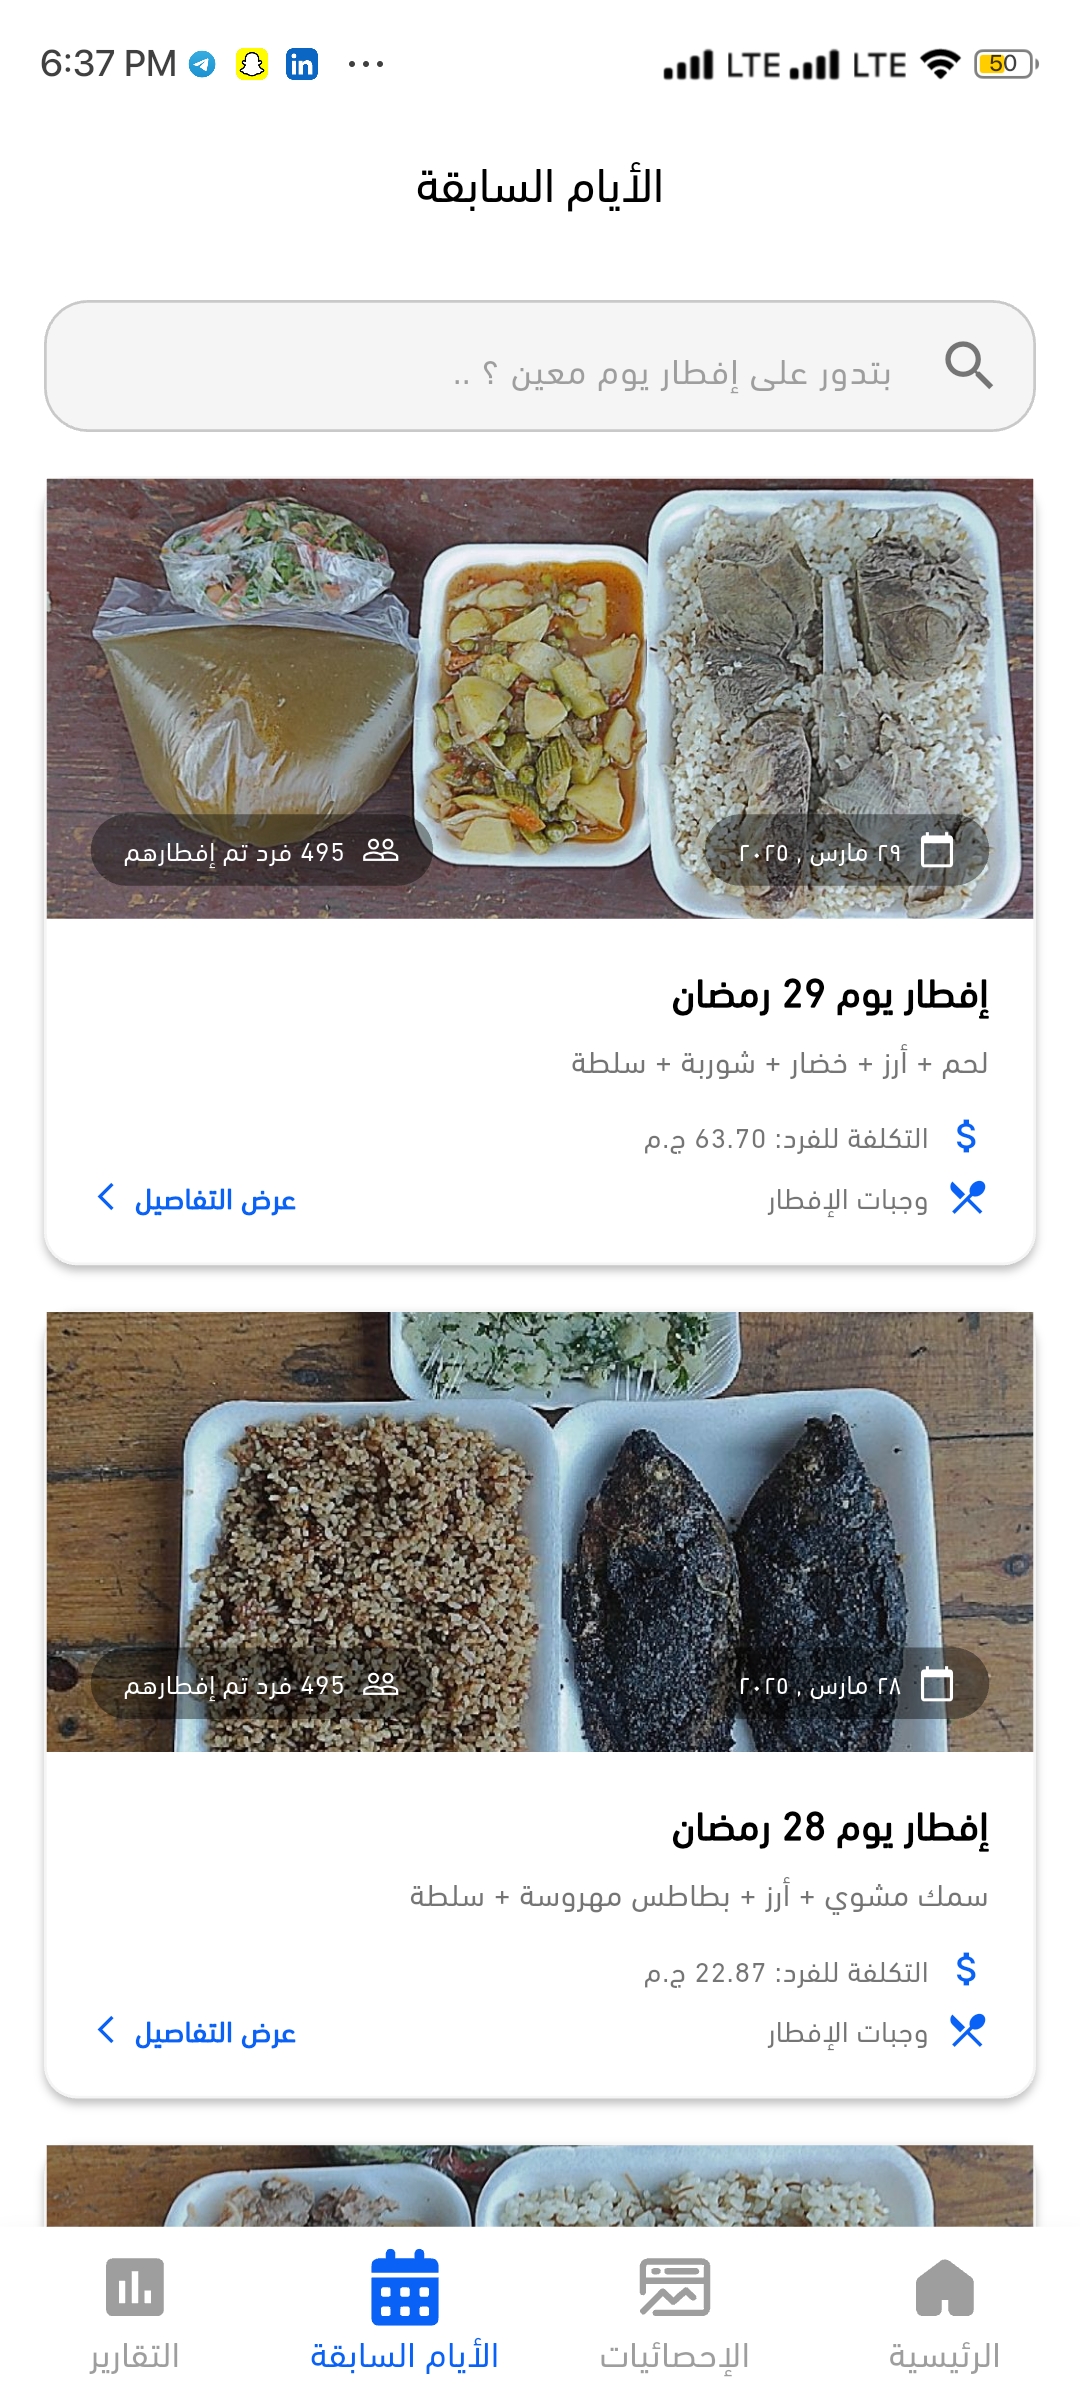 6:37 PM ... LTE LTE 50
الأيام السابقة
بتدور على إفطار يوم معين ؟ ..
٢٩ مارس , ٢٠٢٥
495 فرد تم إفطارهم
إفطار يوم 29 رمضان
لحم + أرز + خضار + شوربة + سلطة
التكلفة للفرد: 63.70 ج.م
وجبات الإفطار
عرض التفاصيل
٢٨ مارس , ٢٠٢٥
495 فرد تم إفطارهم
إفطار يوم 28 رمضان
سمك مشوي + أرز + بطاطس مهروسة + سلطة
التكلفة للفرد: 22.87 ج.م
وجبات الإفطار
عرض التفاصيل
الرئيسية
الإحصائيات
الأيام السابقة
التقارير